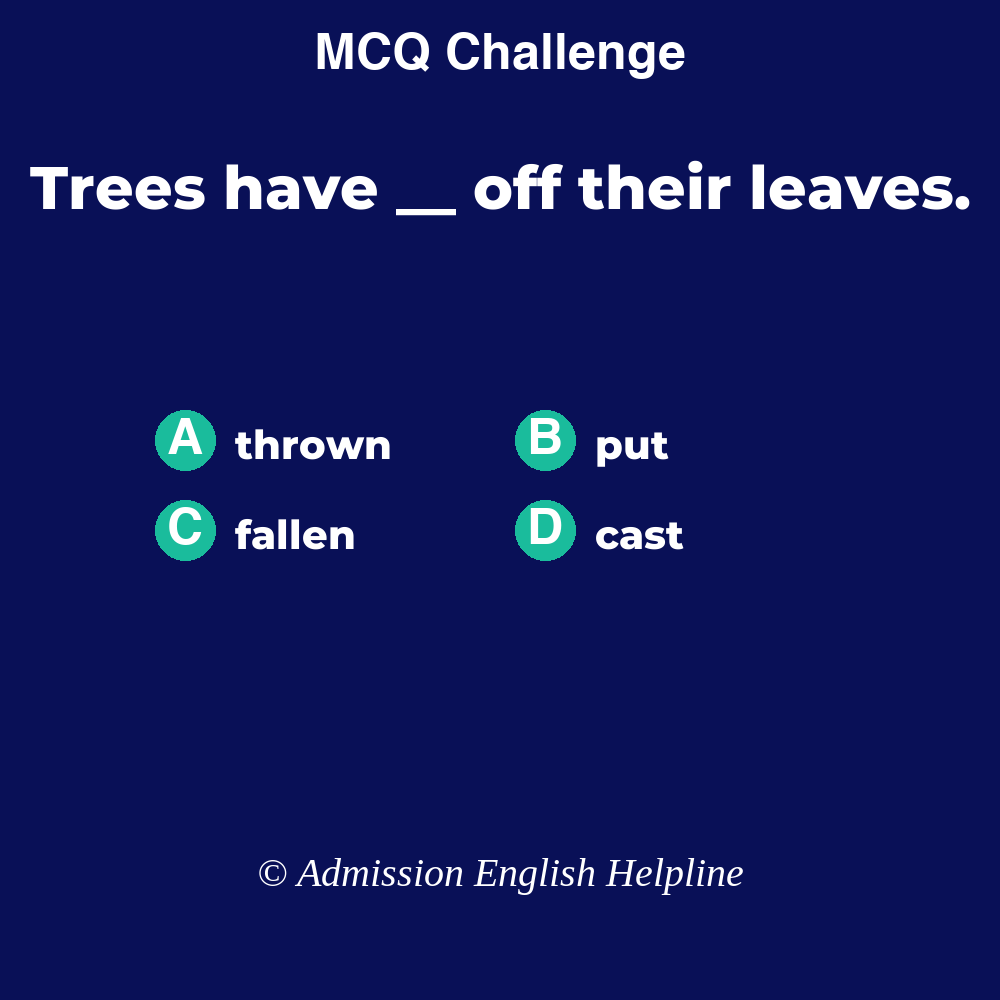 MCQ Challenge
Trees have __ off their leaves.
A thrown B put
C fallen D cast
© Admission English Helpline